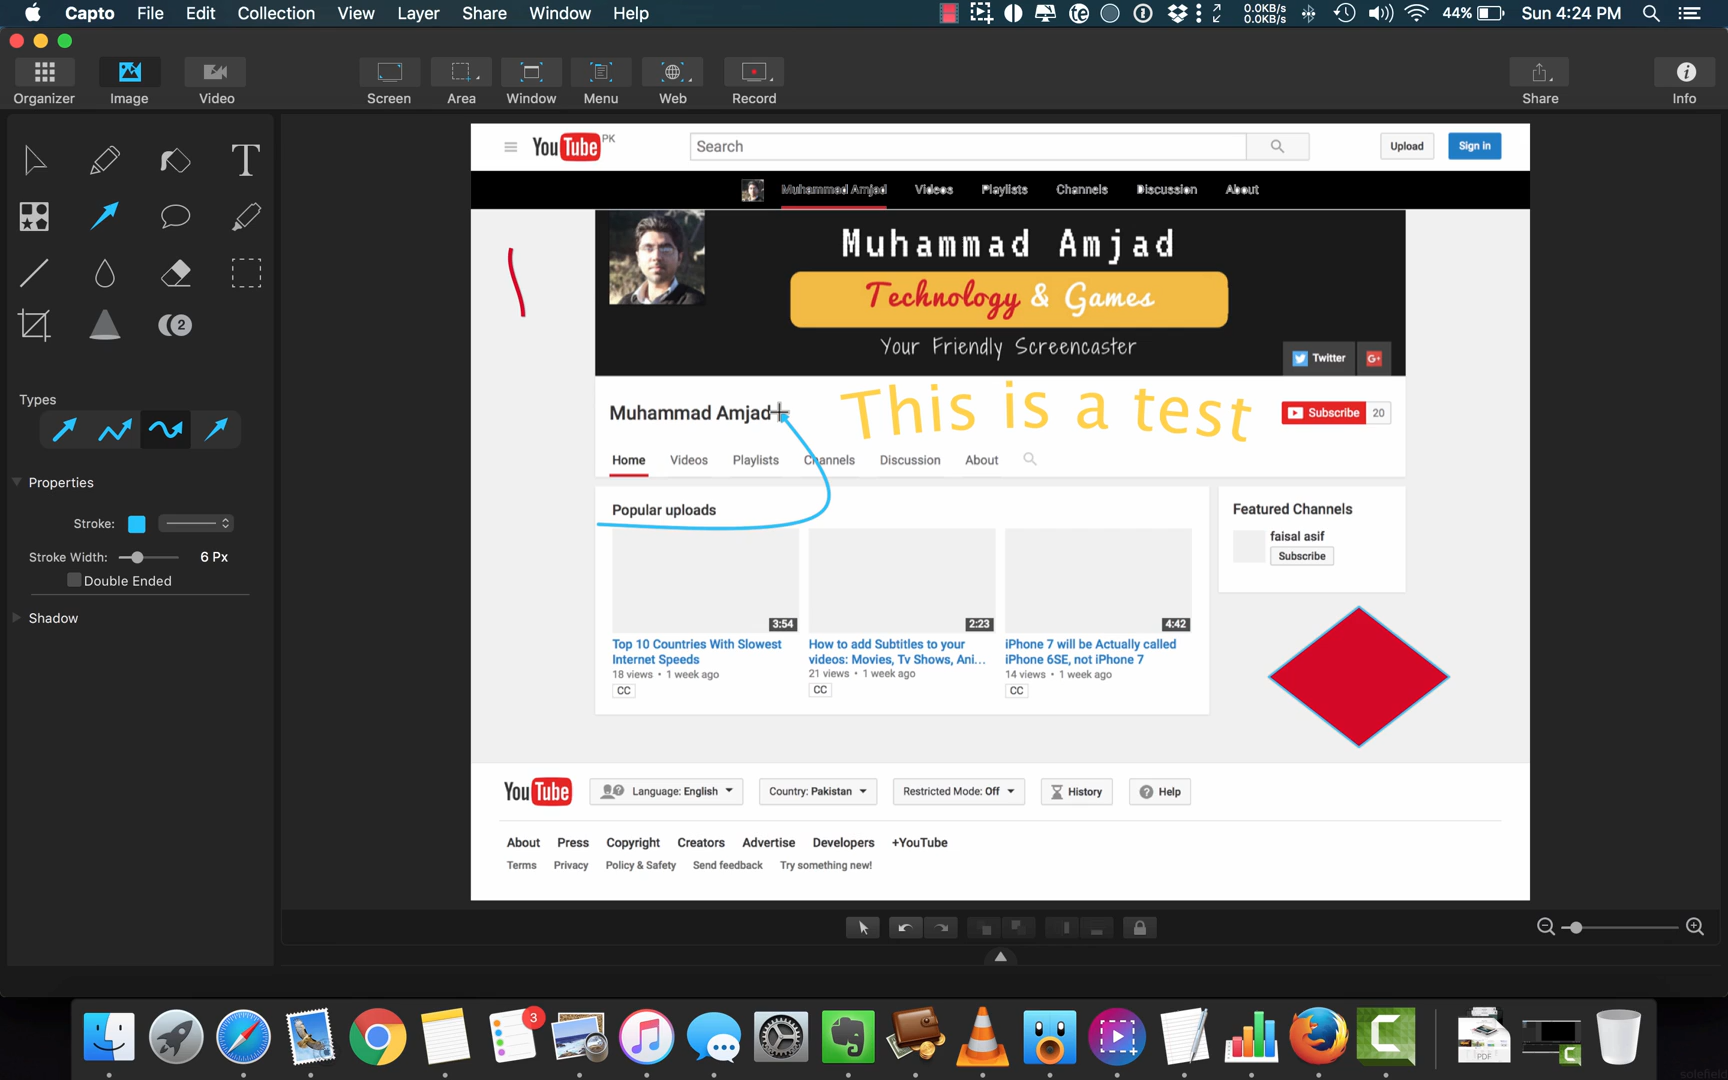 Capto File Edit Collection View Layer Share Window Help
0.0KB/s
0.0KB/s
44% Sun 4:24 PM
Organizer Image Video Screen Area Window Menu Web Record Share Info
T
2
Types
Properties
Stroke:
Stroke Width: 6 Px
Double Ended
Shadow
YouTube PK Search Upload Sign in
Muhammad Amjad Videos Playlists Channels Discussion About
Muhammad Amjad
Technology & Games
Your Friendly Screencaster
Twitter G+
Muhammad Amjad
This is a test
Subscribe 20
Home Videos Playlists Channels Discussion About
Popular uploads
3:54
Top 10 Countries With Slowest
Internet Speeds
18 views • 1 week ago
CC
2:23
How to add Subtitles to your
videos: Movies, Tv Shows, Ani...
21 views • 1 week ago
CC
4:42
iPhone 7 will be Actually called
iPhone 6SE, not iPhone 7
14 views • 1 week ago
CC
Featured Channels
faisal asif
Subscribe
YouTube Language: English Country: Pakistan Restricted Mode: Off History Help
About Press Copyright Creators Advertise Developers +YouTube
Terms Privacy Policy & Safety Send feedback Try something new!
3
PDF